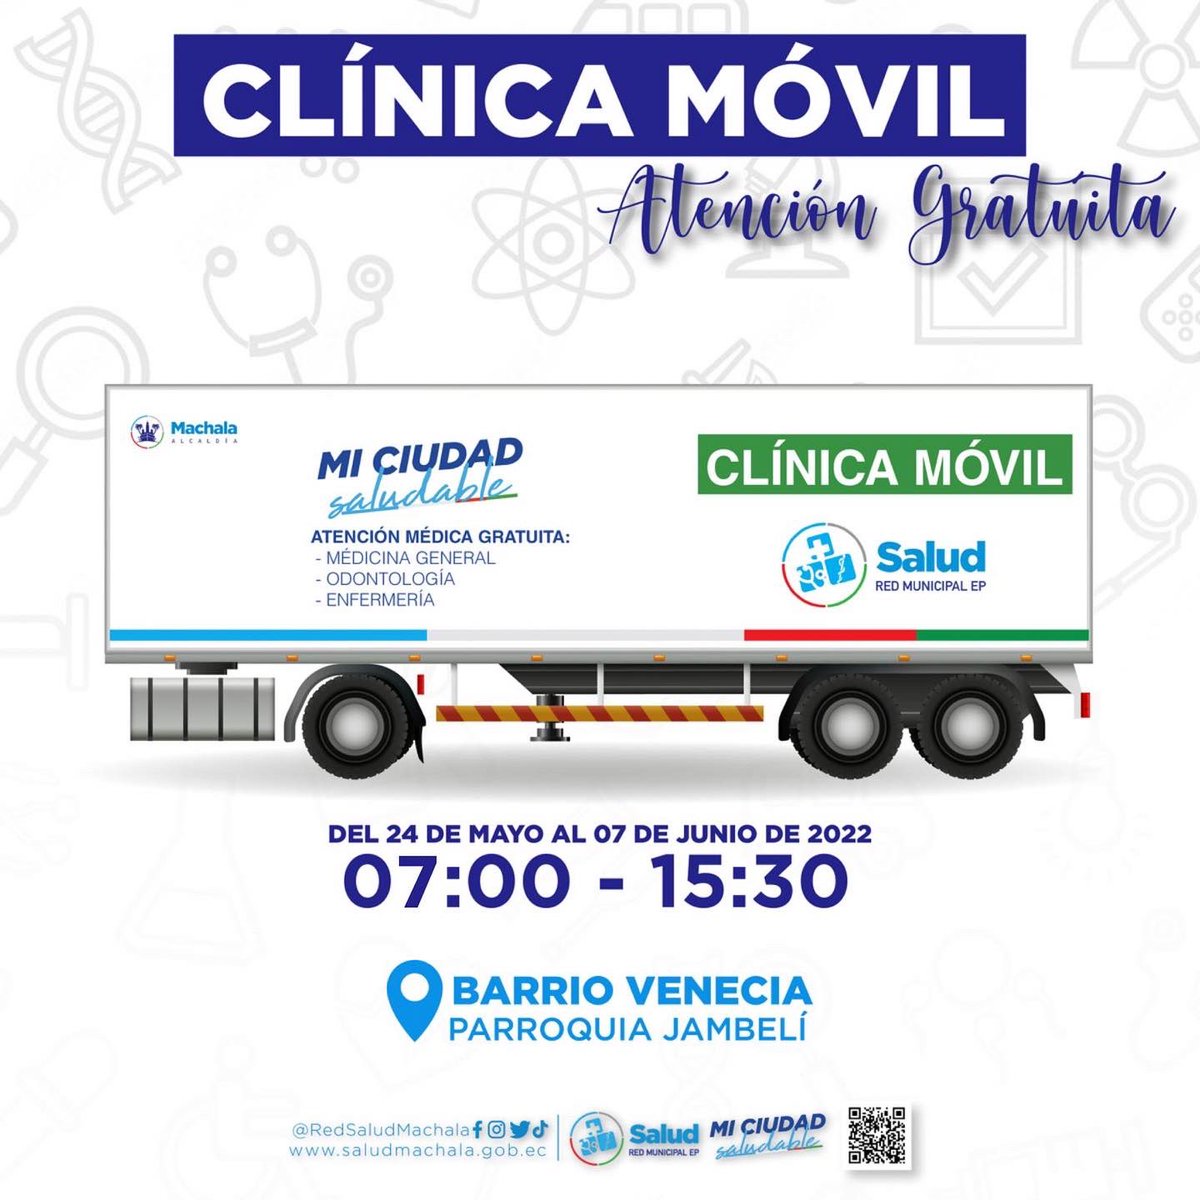 CLÍNICA MÓVIL
Atención Gratuita
Machala
ALCALDÍA
MI CIUDAD
saludable
ATENCIÓN MÉDICA GRATUITA:
- MÉDICINA GENERAL
- ODONTOLOGÍA
- ENFERMERÍA
CLÍNICA MÓVIL
Salud
RED MUNICIPAL EP
DEL 24 DE MAYO AL 07 DE JUNIO DE 2022
07:00 - 15:30
BARRIO VENECIA
PARROQUIA JAMBELÍ
@RedSaludMachala
www.saludmachala.gob.ec
Salud
RED MUNICIPAL EP
MI CIUDAD
saludable